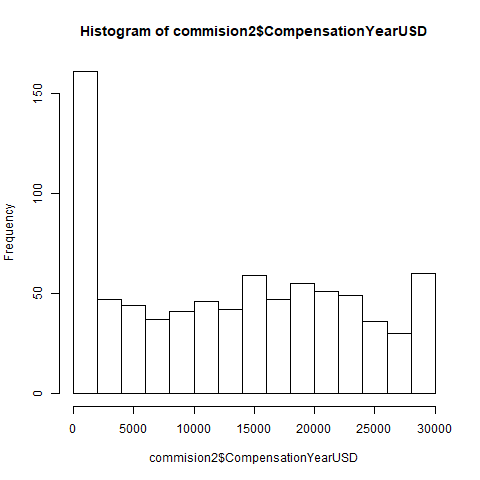 Histogram of commision2$CompensationYearUSD
Frequency
150
100
50
0
0 5000 10000 15000 20000 25000 30000
commision2$CompensationYearUSD